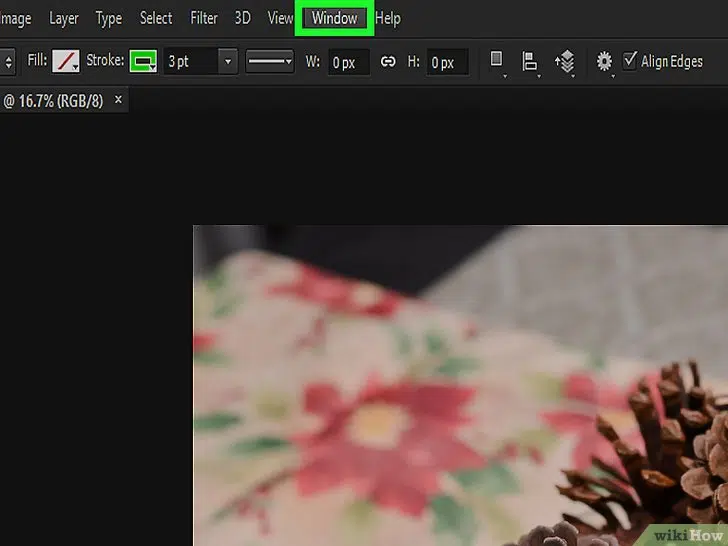 Image Layer Type Select Filter 3D View Window Help
Fill: Stroke: 3 pt W: 0 px H: 0 px Align Edges
@ 16.7% (RGB/8) ×
wikiHow